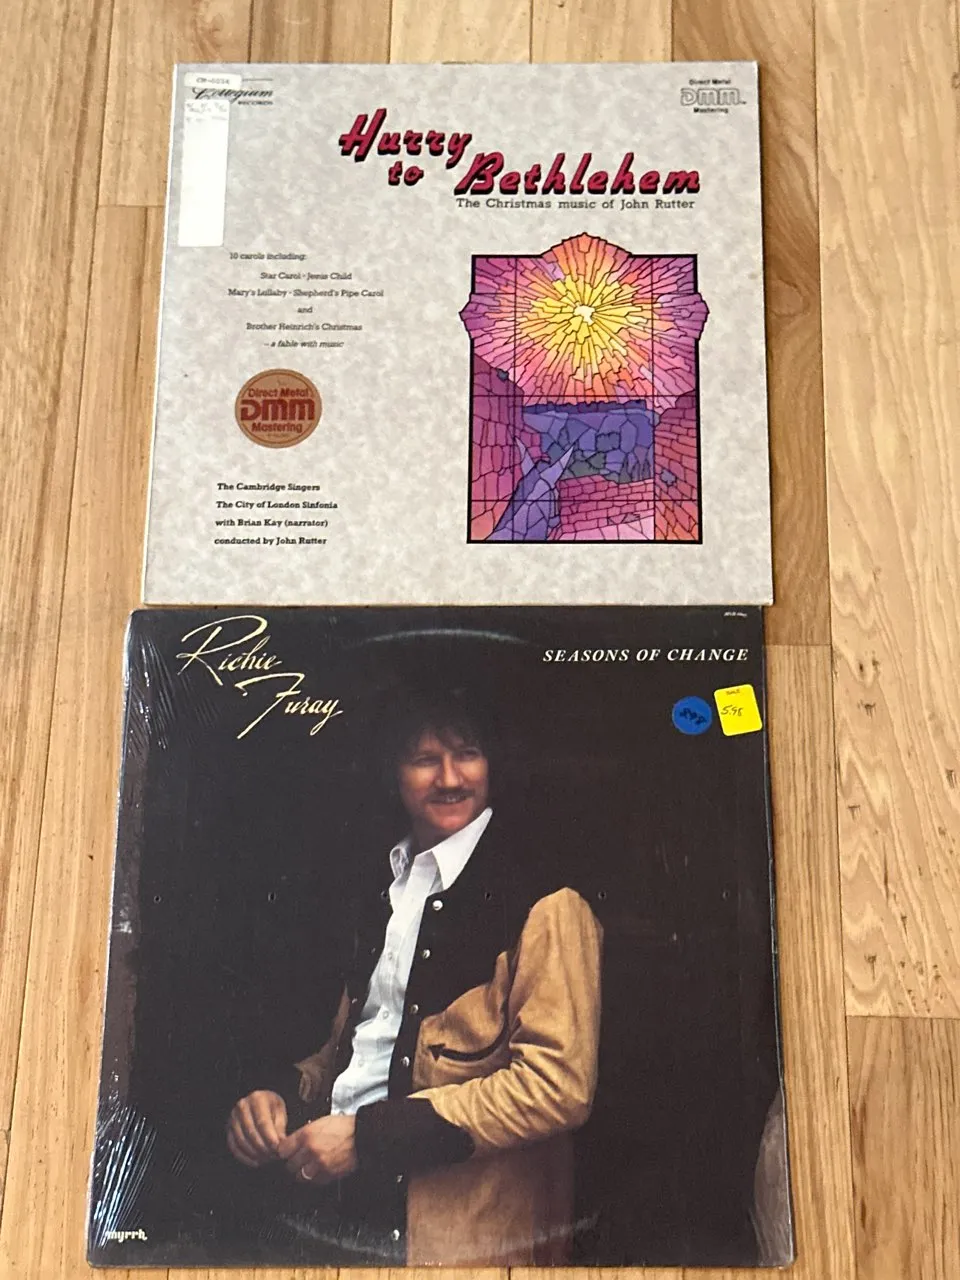 Collegium
RECORDS
Direct Metal
DMM
Mastering
Hurry
to Bethlehem
The Christmas music of John Rutter
10 carols including:
Star Carol · Jesus Child
Mary's Lullaby · Shepherd's Pipe Carol
and
Brother Heinrich's Christmas
– a fable with music
Direct Metal
DMM
Mastering
The Cambridge Singers
The City of London Sinfonia
with Brian Kay (narrator)
conducted by John Rutter
Richie
Furay
SEASONS OF CHANGE
SALE
5.98
myrrh